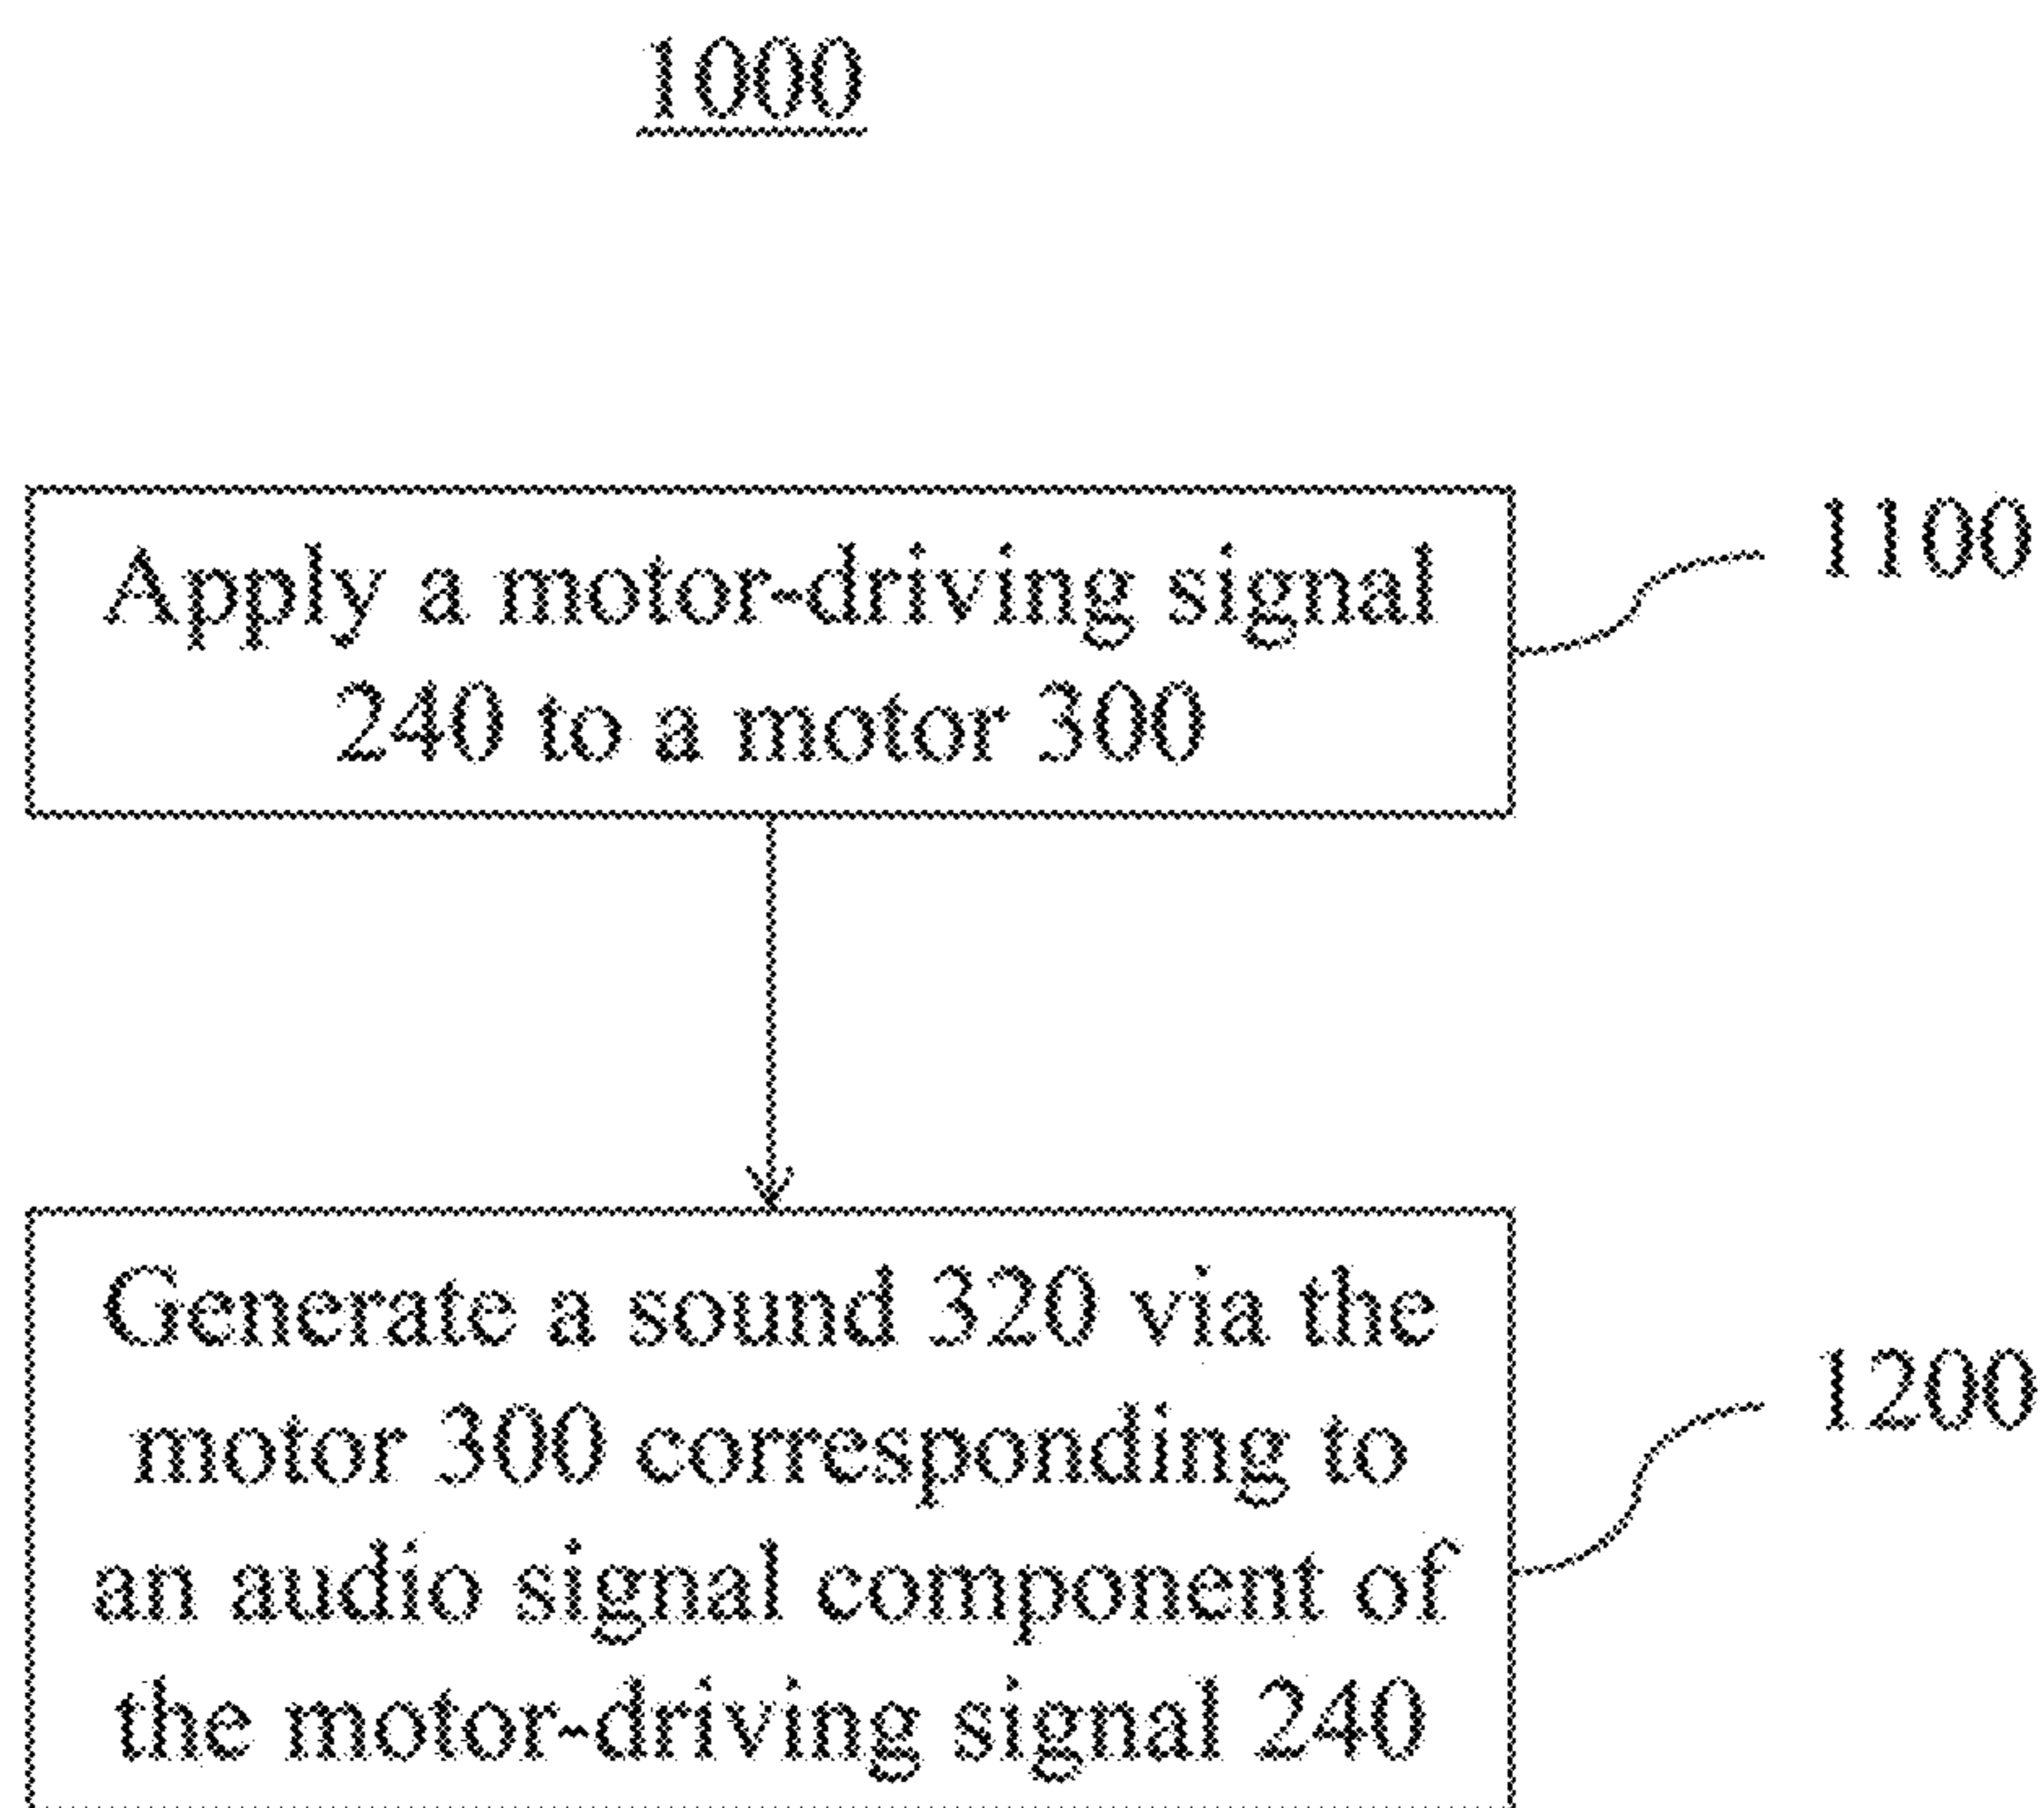 1000
Apply a motor-driving signal
240 to a motor 300
1100
Generate a sound 320 via the
motor 300 corresponding to
an audio signal component of
the motor-driving signal 240
1200